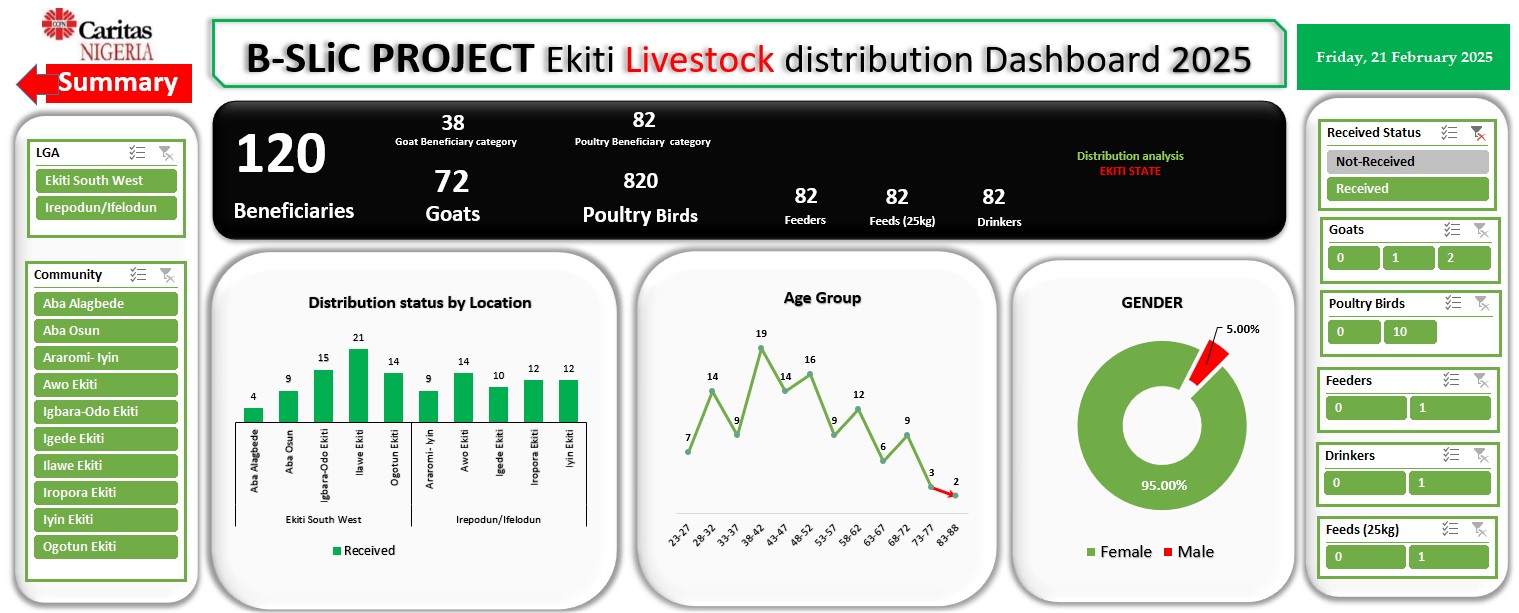 CCFN
Caritas
NIGERIA
Summary
B-SLiC PROJECT Ekiti Livestock distribution Dashboard 2025
Friday, 21 February 2025
LGA
Ekiti South West
Irepodun/Ifelodun
Community
Aba Alagbede
Aba Osun
Araromi- Iyin
Awo Ekiti
Igbara-Odo Ekiti
Igede Ekiti
Ilawe Ekiti
Iropora Ekiti
Iyin Ekiti
Ogotun Ekiti
120
Beneficiaries
38
Goat Beneficiary category
72
Goats
82
Poultry Beneficiary category
820
Poultry Birds
82
Feeders
82
Feeds (25kg)
82
Drinkers
Distribution analysis
EKITI STATE
Distribution status by Location
4
9
15
21
14
9
14
10
12
12
Aba Alagbede
Aba Osun
Igbara-Odo Ekiti
Ilawe Ekiti
Ogotun Ekiti
Araromi- Iyin
Awo Ekiti
Igede Ekiti
Iropora Ekiti
Iyin Ekiti
Ekiti South West
Irepodun/Ifelodun
Received
Age Group
7
14
9
19
14
16
9
12
6
9
3
2
23-27
28-32
33-37
38-42
43-47
48-52
53-57
58-62
63-67
68-72
73-77
83-88
GENDER
5.00%
95.00%
Female Male
Received Status
Not-Received
Received
Goats
0 1 2
Poultry Birds
0 10
Feeders
0 1
Drinkers
0 1
Feeds (25kg)
0 1